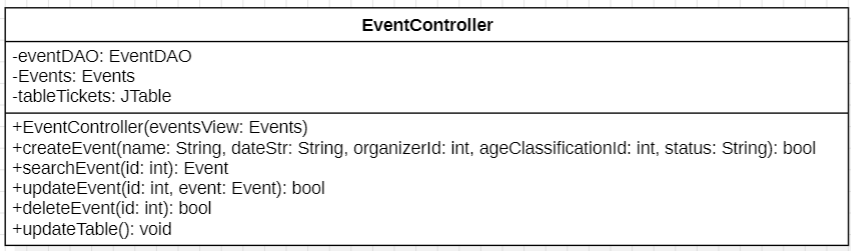 EventController
-eventDAO: EventDAO
-Events: Events
-tableTickets: JTable
+EventController(eventsView: Events)
+createEvent(name: String, dateStr: String, organizerId: int, ageClassificationId: int, status: String): bool
+searchEvent(id: int): Event
+updateEvent(id: int, event: Event): bool
+deleteEvent(id: int): bool
+updateTable(): void